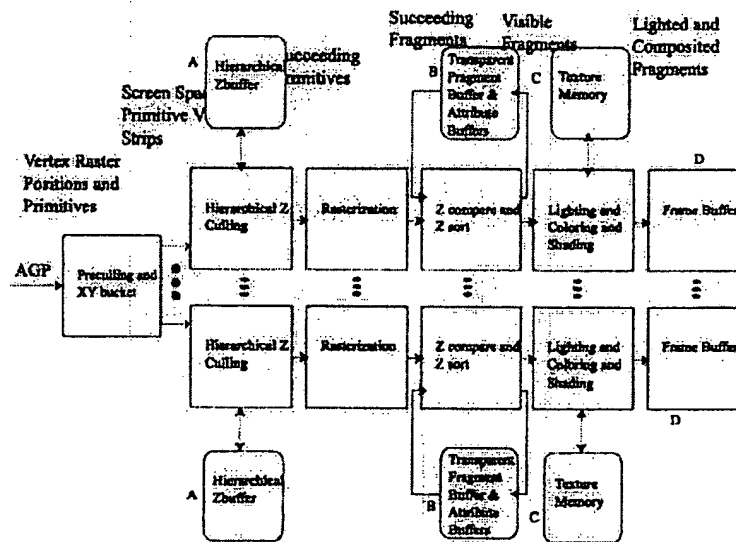 Succeeding
Fragments
Visible
Fragments
Lighted and
Composited
Fragments
A
Hierarchical
Zbuffer
ucceeding
rimitives
Screen Spac
Primitive V
Strips
B
Transparent
Fragment
Buffer &
Attribute
Buffers
C
Texture
Memory
Vertex Raster
Positions and
Primitives
D
Hierarchical Z
Culling
Rasterization
Z compare and
Z sort
Lighting and
Coloring and
Shading
Frame Buffer
AGP
Preculling and
XY bucket
Hierarchical Z
Culling
Rasterization
Z compare and
Z sort
Lighting and
Coloring and
Shading
Frame Buffer
D
A
Hierarchical
Zbuffer
B
Transparent
Fragment
Buffer &
Attribute
Buffers
C
Texture
Memory